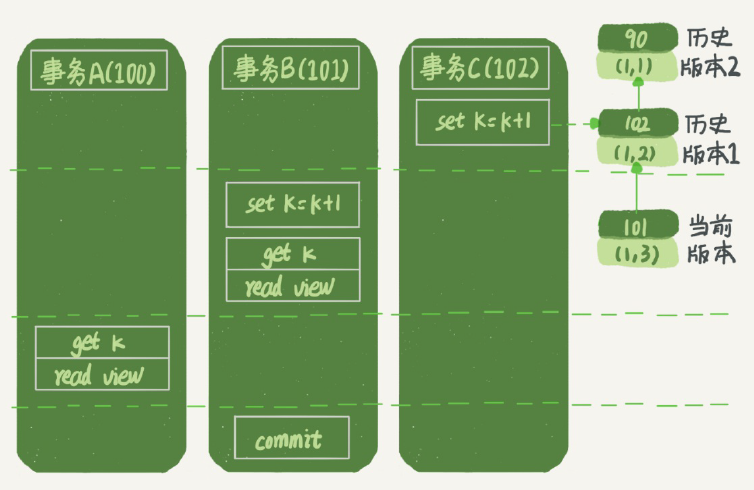 事务A(100)
get k
read view
事务B(101)
set k=k+1
get k
read view
commit
事务C(102)
set k=k+1
90
(1,1)
历史
版本2
102
(1,2)
历史
版本1
101
(1,3)
当前
版本